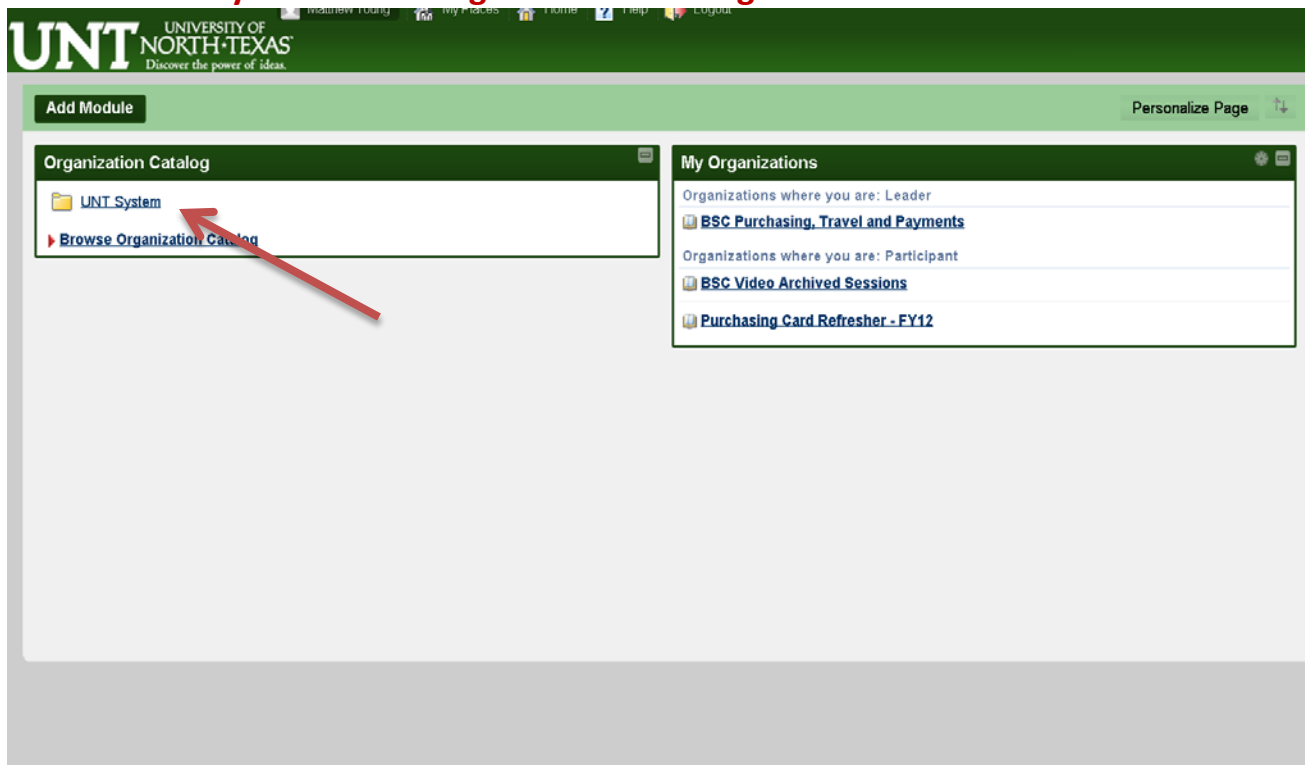 Matthew Young My Places Home Help Logout
UNT UNIVERSITY OF
NORTH·TEXAS
Discover the power of ideas.
Add Module
Personalize Page
Organization Catalog
UNT System
Browse Organization Catalog
My Organizations
Organizations where you are: Leader
BSC Purchasing, Travel and Payments
Organizations where you are: Participant
BSC Video Archived Sessions
Purchasing Card Refresher - FY12